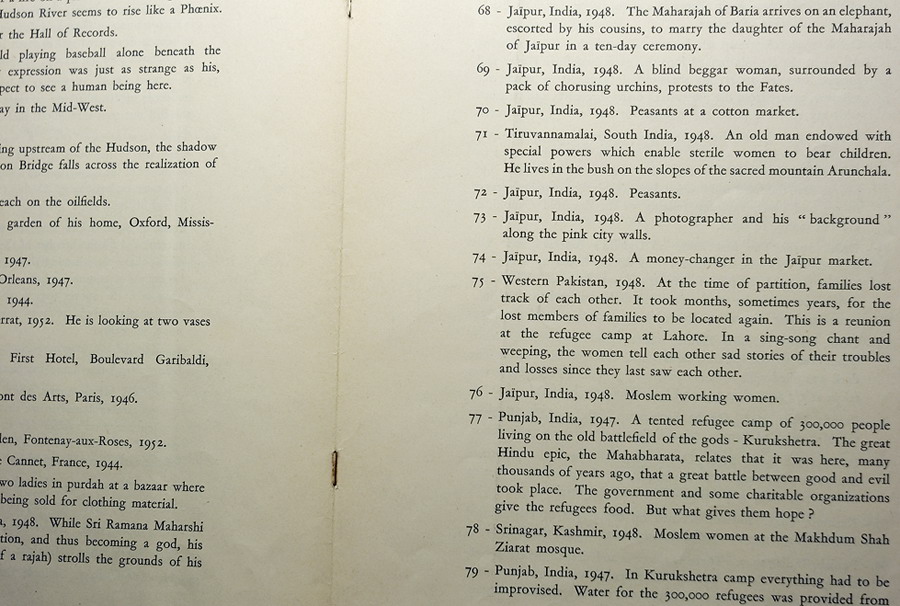 Hudson River seems to rise like a Phœnix.
the Hall of Records.
playing baseball alone beneath the
expression was just as strange as his,
to see a human being here.
in the Mid-West.
upstream of the Hudson, the shadow
Bridge falls across the realization of
each on the oilfields.
garden of his home, Oxford, Missis-
1947.
Orleans, 1947.
1944.
1952. He is looking at two vases
First Hotel, Boulevard Garibaldi,
des Arts, Paris, 1946.
Fontenay-aux-Roses, 1952.
Cannet, France, 1944.
two ladies in purdah at a bazaar where
being sold for clothing material.
1948. While Sri Ramana Maharshi
and thus becoming a god, his
a rajah) strolls the grounds of his
68 - Jaïpur, India, 1948. The Maharajah of Baria arrives on an elephant,
escorted by his cousins, to marry the daughter of the Maharajah
of Jaïpur in a ten-day ceremony.
69 - Jaïpur, India, 1948. A blind beggar woman, surrounded by a
pack of chorusing urchins, protests to the Fates.
70 - Jaïpur, India, 1948. Peasants at a cotton market.
71 - Tiruvannamalai, South India, 1948. An old man endowed with
special powers which enable sterile women to bear children.
He lives in the bush on the slopes of the sacred mountain Arunchala.
72 - Jaïpur, India, 1948. Peasants.
73 - Jaïpur, India, 1948. A photographer and his “ background ”
along the pink city walls.
74 - Jaïpur, India, 1948. A money-changer in the Jaïpur market.
75 - Western Pakistan, 1948. At the time of partition, families lost
track of each other. It took months, sometimes years, for the
lost members of families to be located again. This is a reunion
at the refugee camp at Lahore. In a sing-song chant and
weeping, the women tell each other sad stories of their troubles
and losses since they last saw each other.
76 - Jaïpur, India, 1948. Moslem working women.
77 - Punjab, India, 1947. A tented refugee camp of 300,000 people
living on the old battlefield of the gods - Kurukshetra. The great
Hindu epic, the Mahabharata, relates that it was here, many
thousands of years ago, that a great battle between good and evil
took place. The government and some charitable organizations
give the refugees food. But what gives them hope ?
78 - Srinagar, Kashmir, 1948. Moslem women at the Makhdum Shah
Ziarat mosque.
79 - Punjab, India, 1947. In Kurukshetra camp everything had to be
improvised. Water for the 300,000 refugees was provided from